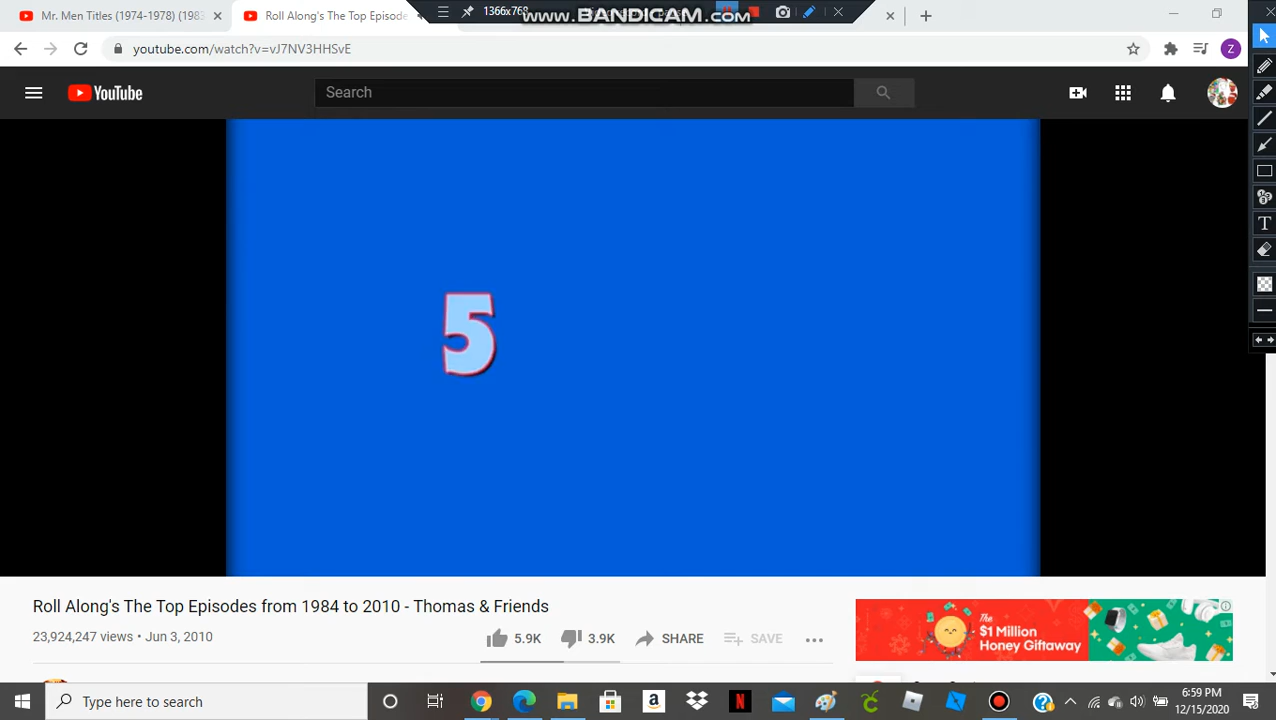 Mr. Men Titles (1974-1978)(1983
Roll Along's The Top Episode
1366x768
www.BANDICAM.com
youtube.com/watch?v=vJ7NV3HHSvE
Z
YouTube
Search
5
T
Roll Along's The Top Episodes from 1984 to 2010 - Thomas & Friends
23,924,247 views • Jun 3, 2010
5.9K
3.9K
SHARE
SAVE
The
$1 Million
Honey Giftaway
Type here to search
6:59 PM
12/15/2020